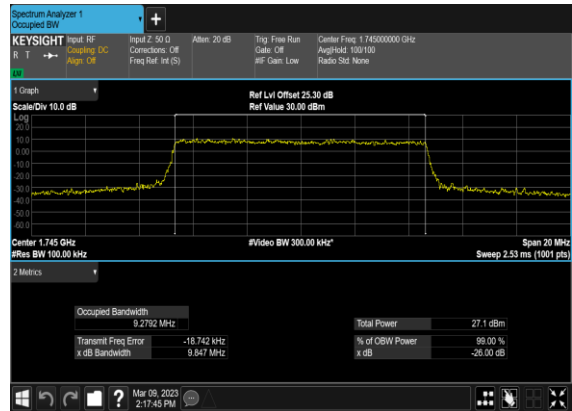 Spectrum Analyzer 1
Occupied BW
+
KEYSIGHT Input: RF Input Z: 50 Ω Atten: 20 dB Trig: Free Run Center Freq: 1.745000000 GHz
R T Coupling: DC Corrections: Off Gate: Off Avg|Hold: 100/100
Align: Off Freq Ref: Int (S) #IF Gain: Low Radio Std: None
1 Graph
Ref Lvl Offset 25.30 dB
Scale/Div 10.0 dB Ref Value 30.00 dBm
Log
20.0
10.0
0.00
-10.0
-20.0
-30.0
-40.0
-50.0
-60.0
Center 1.745 GHz #Video BW 300.00 kHz* Span 20 MHz
#Res BW 100.00 kHz Sweep 2.53 ms (1001 pts)
2 Metrics
Occupied Bandwidth
9.2792 MHz Total Power 27.1 dBm
Transmit Freq Error -18.742 kHz % of OBW Power 99.00 %
x dB Bandwidth 9.847 MHz x dB -26.00 dB
? Mar 09, 2023
2:17:45 PM